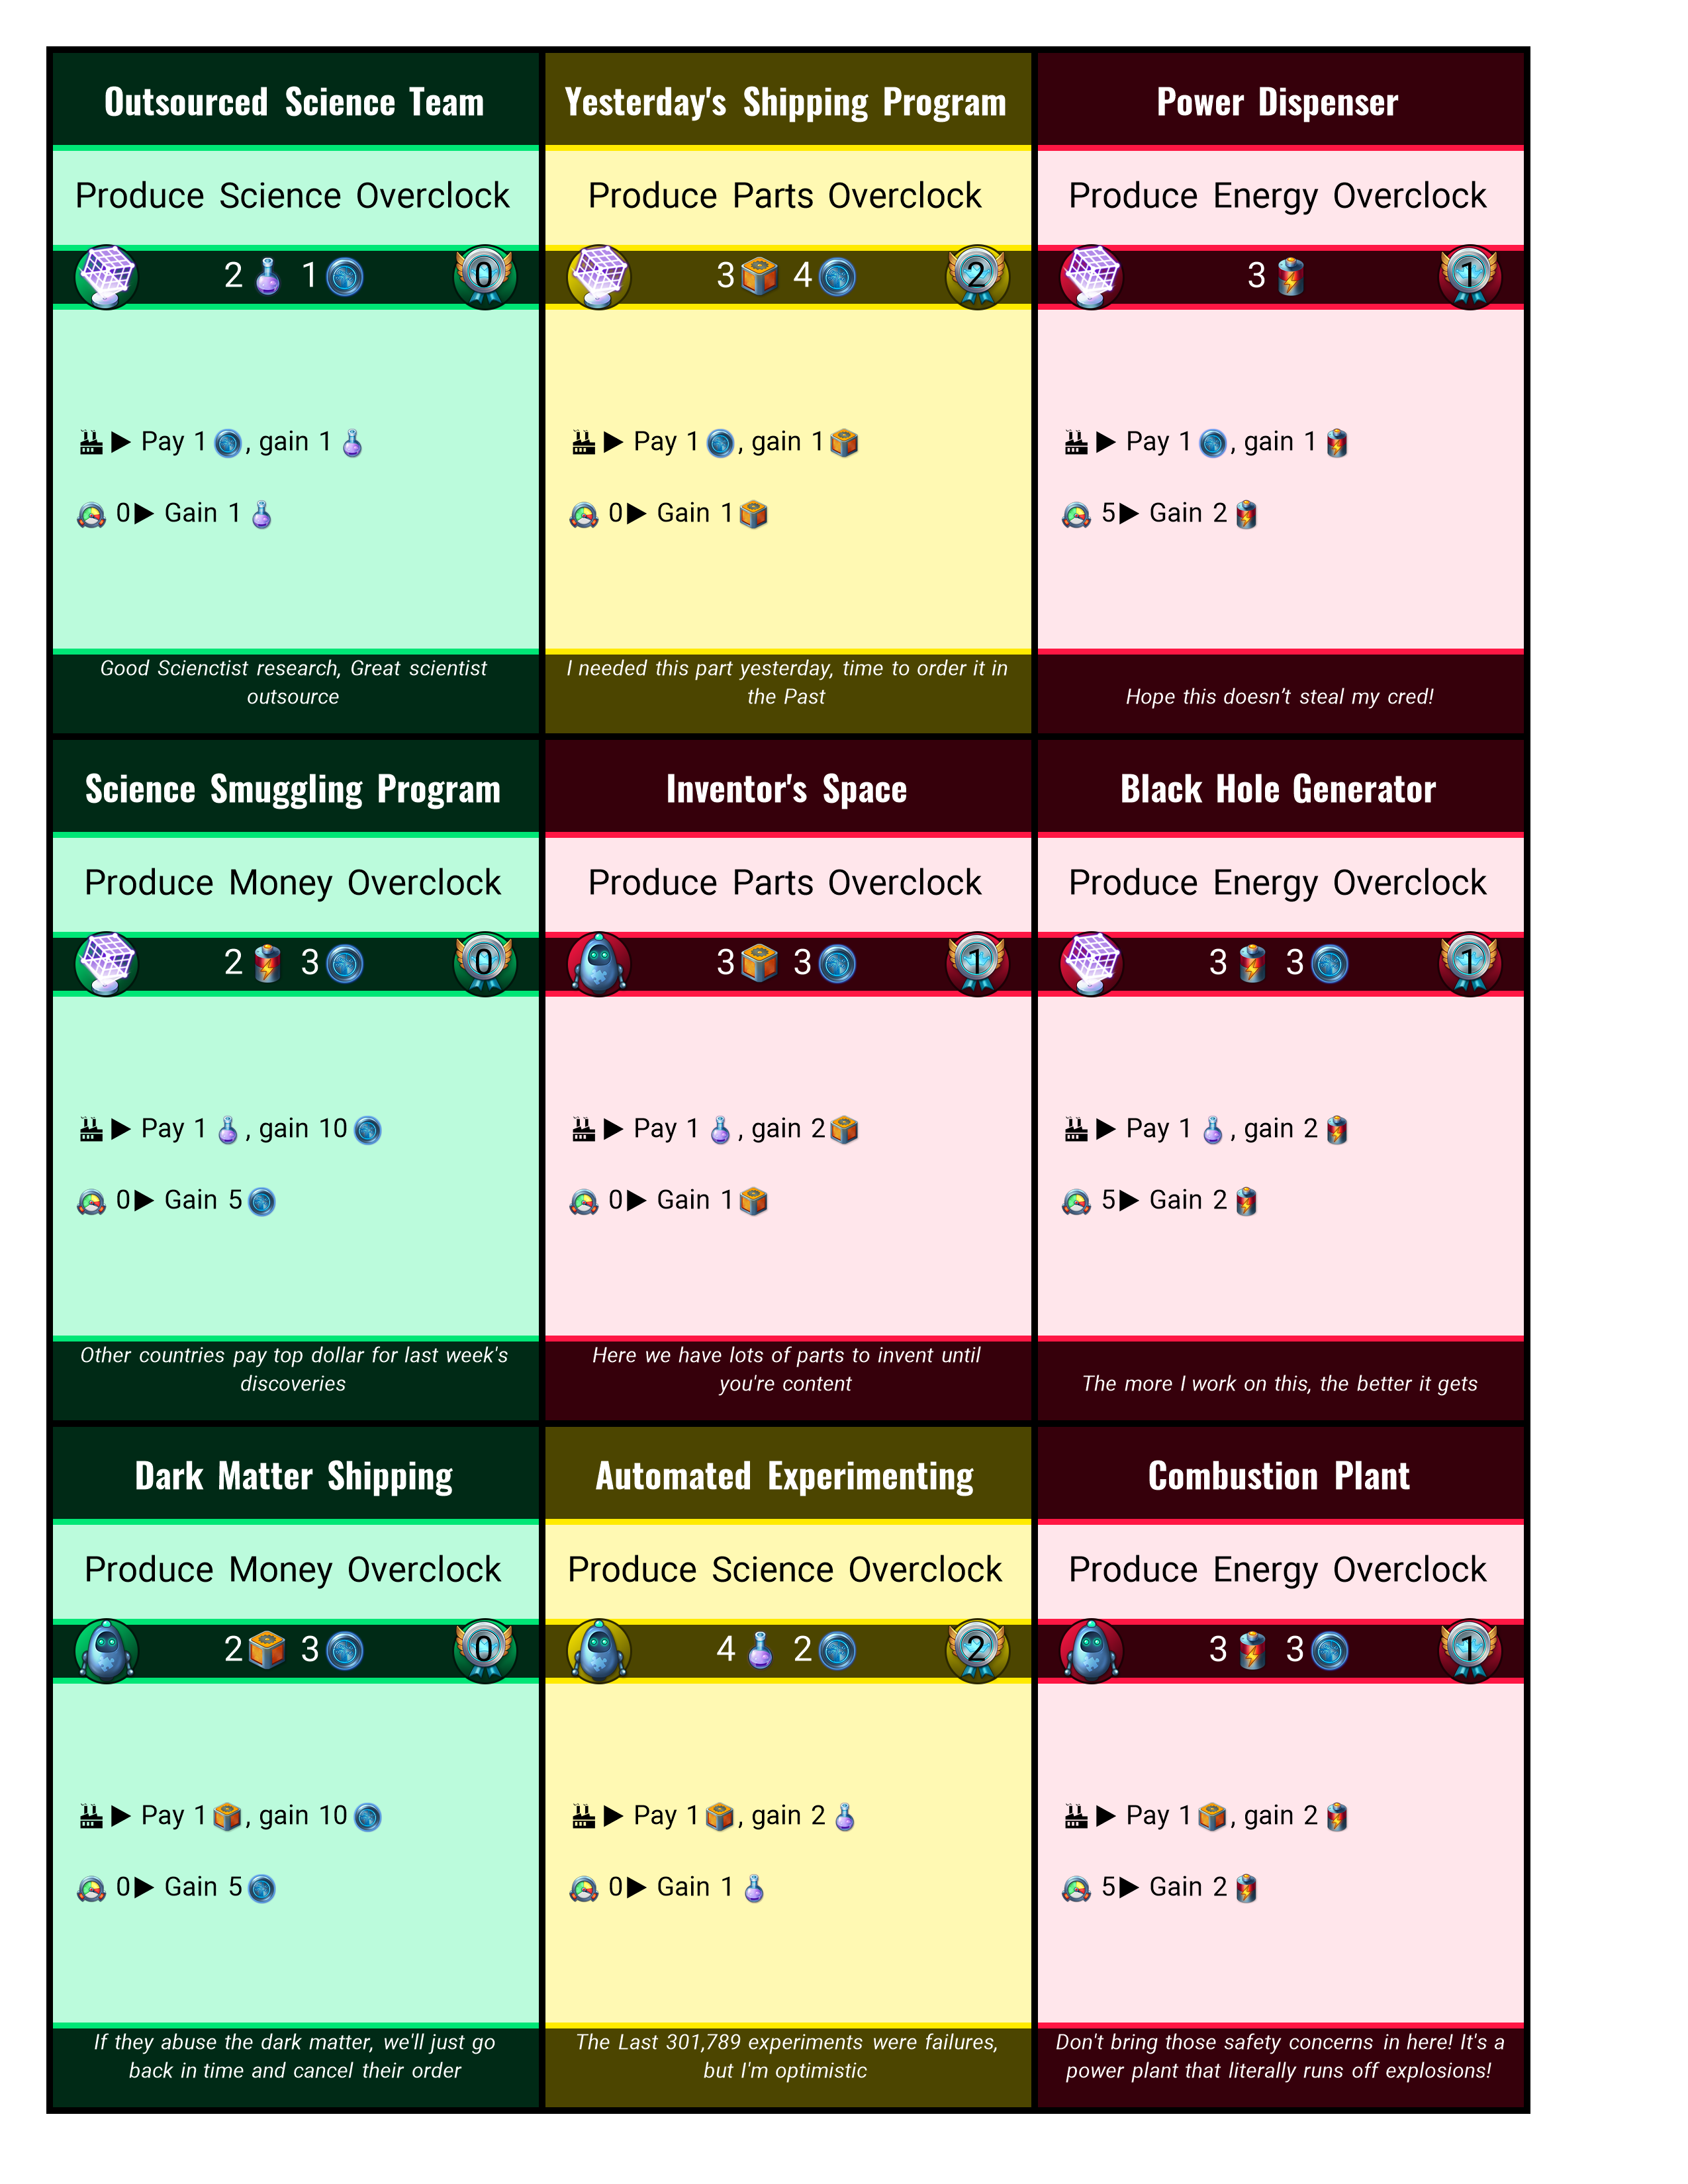 Outsourced Science Team
Produce Science Overclock
2 1 0
Pay 1 , gain 1
0 Gain 1
Good Scienctist research, Great scientist
outsource
Yesterday's Shipping Program
Produce Parts Overclock
3 4 2
Pay 1 , gain 1
0 Gain 1
I needed this part yesterday, time to order it in
the Past
Power Dispenser
Produce Energy Overclock
3 1
Pay 1 , gain 1
5 Gain 2
Hope this doesn’t steal my cred!
Science Smuggling Program
Produce Money Overclock
2 3 0
Pay 1 , gain 10
0 Gain 5
Other countries pay top dollar for last week's
discoveries
Inventor's Space
Produce Parts Overclock
3 3 1
Pay 1 , gain 2
0 Gain 1
Here we have lots of parts to invent until
you're content
Black Hole Generator
Produce Energy Overclock
3 3 1
Pay 1 , gain 2
5 Gain 2
The more I work on this, the better it gets
Dark Matter Shipping
Produce Money Overclock
2 3 0
Pay 1 , gain 10
0 Gain 5
If they abuse the dark matter, we'll just go
back in time and cancel their order
Automated Experimenting
Produce Science Overclock
4 2 2
Pay 1 , gain 2
0 Gain 1
The Last 301,789 experiments were failures,
but I'm optimistic
Combustion Plant
Produce Energy Overclock
3 3 1
Pay 1 , gain 2
5 Gain 2
Don't bring those safety concerns in here! It's a
power plant that literally runs off explosions!